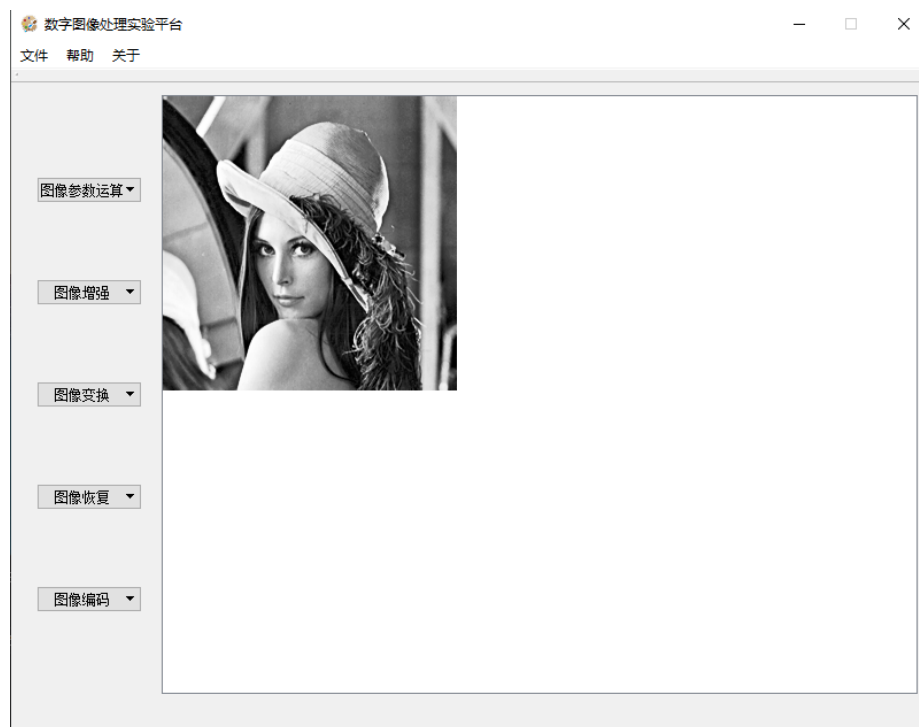 数字图像处理实验平台
文件 帮助 关于
图像参数运算
图像增强
图像变换
图像恢复
图像编码